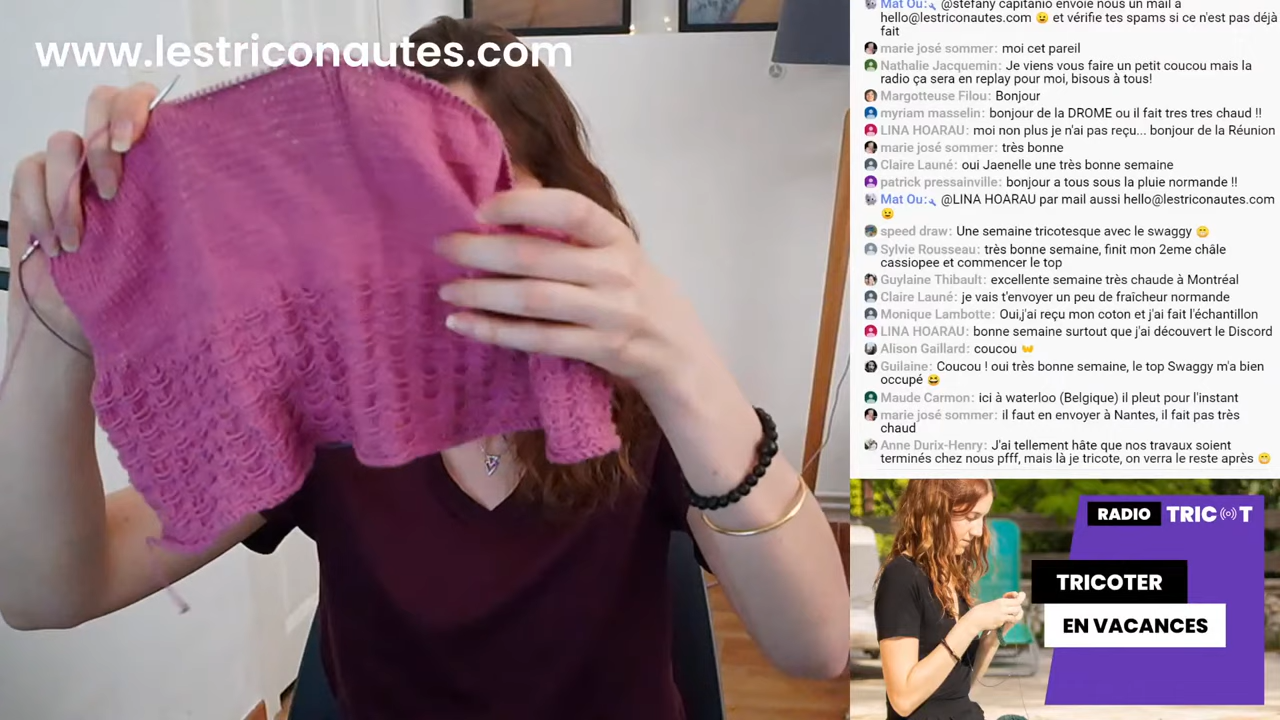 www.lestriconautes.com
Mat Ou: @stefany capitanio envoie nous un mail à
hello@lestriconautes.com 😉 et vérifie tes spams si ce n'est pas déjà
fait
marie josé sommer: moi cet pareil
Nathalie Jacquemin: Je viens vous faire un petit coucou mais la
radio ça sera en replay pour moi, bisous à tous!
Margotteuse Filou: Bonjour
myriam masselin: bonjour de la DROME ou il fait tres tres chaud !!
LINA HOARAU: moi non plus je n'ai pas reçu... bonjour de la Réunion
marie josé sommer: très bonne
Claire Launé: oui Jaenelle une très bonne semaine
patrick pressainville: bonjour a tous sous la pluie normande !!
Mat Ou: @LINA HOARAU par mail aussi hello@lestriconautes.com
😉
speed draw: Une semaine tricotesque avec le swaggy 😁
Sylvie Rousseau: très bonne semaine, finit mon 2eme châle
cassiopee et commencer le top
Guylaine Thibault: excellente semaine très chaude à Montréal
Claire Launé: je vais t'envoyer un peu de fraîcheur normande
Monique Lambotte: Oui,j'ai reçu mon coton et j'ai fait l'échantillon
LINA HOARAU: bonne semaine surtout que j'ai découvert le Discord
Alison Gaillard: coucou 👐
Guilaine: Coucou ! oui très bonne semaine, le top Swaggy m'a bien
occupé 😄
Maude Carmon: ici à waterloo (Belgique) il pleut pour l'instant
marie josé sommer: il faut en envoyer à Nantes, il fait pas très
chaud
Anne Durix-Henry: J'ai tellement hâte que nos travaux soient
terminés chez nous pfff, mais là je tricote, on verra le reste après 😁
RADIO TRICOT
TRICOTER
EN VACANCES